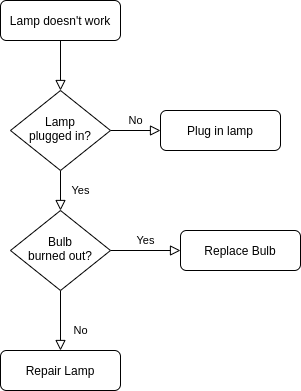 Lamp doesn't work
Lamp
plugged in?
No
Plug in lamp
Yes
Bulb
burned out?
Yes
Replace Bulb
No
Repair Lamp